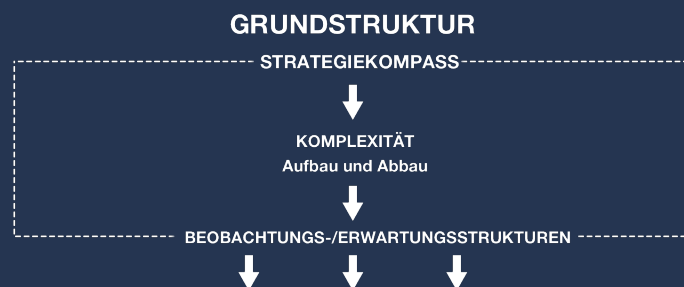 GRUNDSTRUKTUR
STRATEGIEKOMPASS
KOMPLEXITÄT
Aufbau und Abbau
BEOBACHTUNGS-/ERWARTUNGSSTRUKTUREN